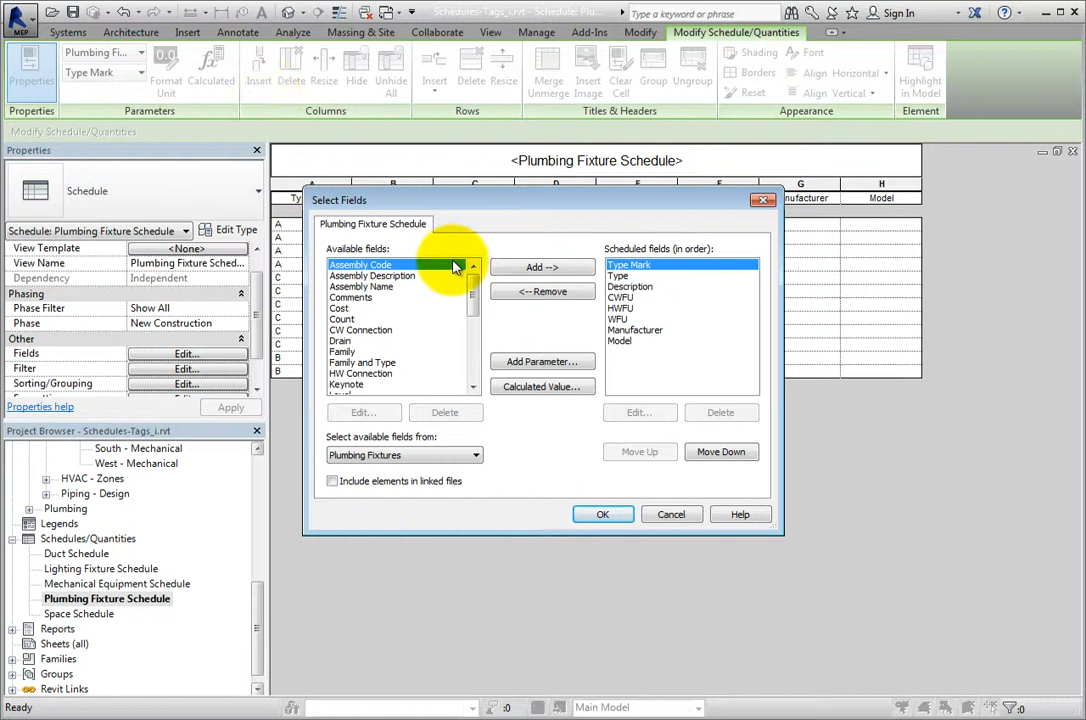 Schedules-Tags_i.rvt - Schedule: Plu...
Type a keyword or phrase
Sign In
MEP
Systems Architecture Insert Annotate Analyze Massing & Site Collaborate View Manage Add-Ins Modify Modify Schedule/Quantities
Plumbing Fi...
Type Mark
0.0
Properties
Format Unit
Calculated
Insert
Delete
Resize
Hide
Unhide All
Insert
Delete
Resize
Merge Unmerge
Insert Image
Clear Cell
Group
Ungroup
Shading
Borders
Reset
Font
Align Horizontal
Align Vertical
Highlight in Model
Properties Parameters Columns Rows Titles & Headers Appearance Element
Modify Schedule/Quantities
Properties
Schedule
Schedule: Plumbing Fixture Schedule
Edit Type
View Template <None>
View Name Plumbing Fixture Sched...
Dependency Independent
Phasing
Phase Filter Show All
Phase New Construction
Other
Fields Edit...
Filter Edit...
Sorting/Grouping Edit...
Properties help
Apply
Project Browser - Schedules-Tags_i.rvt
South - Mechanical
West - Mechanical
HVAC - Zones
Piping - Design
Plumbing
Legends
Schedules/Quantities
Duct Schedule
Lighting Fixture Schedule
Mechanical Equipment Schedule
Plumbing Fixture Schedule
Space Schedule
Reports
Sheets (all)
Families
Groups
Revit Links
<Plumbing Fixture Schedule>
G H
Model
A
A
A
A
C
C
C
C
B
B
Select Fields
Plumbing Fixture Schedule
Available fields:
Assembly Code
Assembly Description
Assembly Name
Comments
Cost
Count
CW Connection
Drain
Family
Family and Type
HW Connection
Keynote
Add -->
<-- Remove
Add Parameter...
Calculated Value...
Scheduled fields (in order):
Type Mark
Type
Description
CWFU
HWFU
WFU
Manufacturer
Model
Edit... Delete
Edit... Delete
Select available fields from:
Plumbing Fixtures
Move Up Move Down
Include elements in linked files
OK Cancel Help
Ready
:0
Main Model
:0